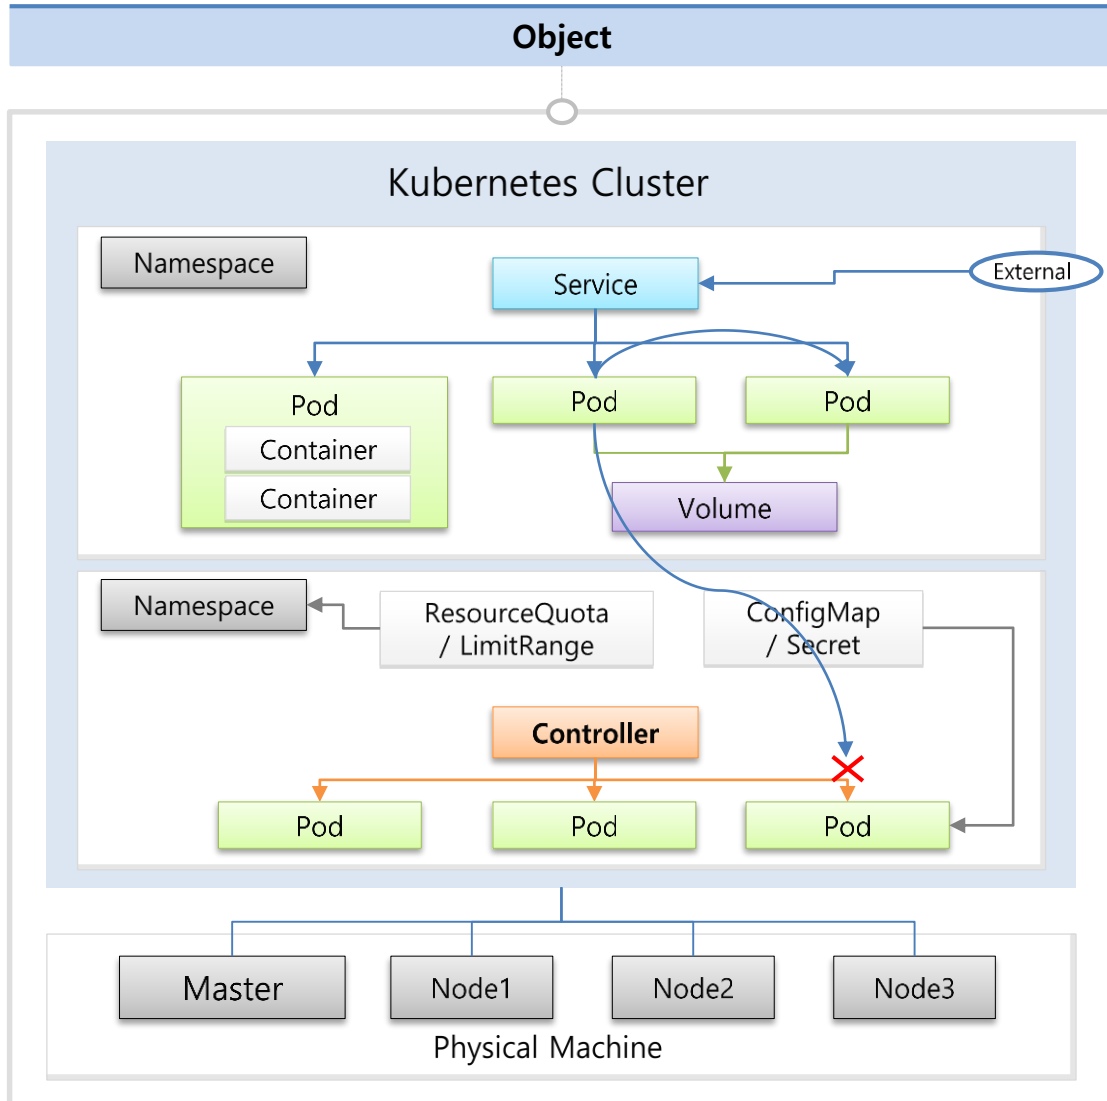 Object
Kubernetes Cluster
Namespace
Service
External
Pod
Container
Container
Pod
Pod
Volume
Namespace
ResourceQuota
/ LimitRange
ConfigMap
/ Secret
Controller
Pod
Pod
Pod
Master
Node1
Node2
Node3
Physical Machine